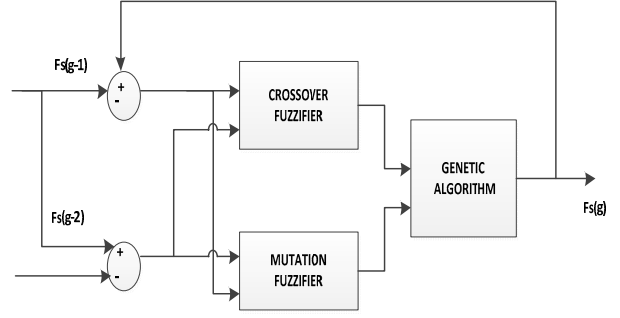 Fs(g-1)
+
-
CROSSOVER
FUZZIFIER
GENETIC
ALGORITHM
Fs(g)
Fs(g-2)
+
-
MUTATION
FUZZIFIER